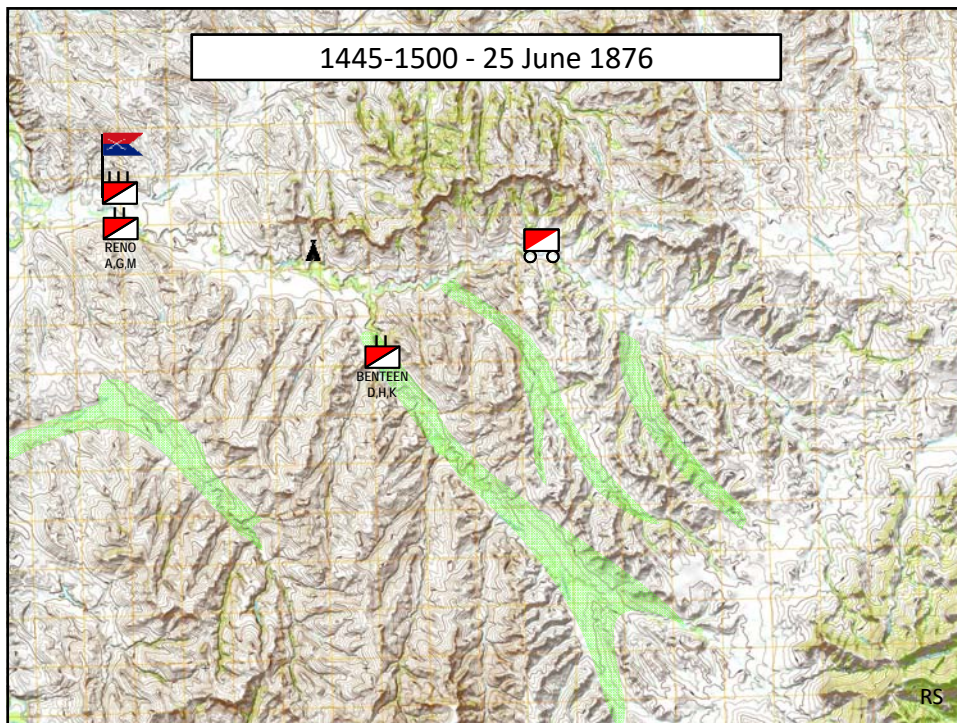 1445-1500 - 25 June 1876
RENO
A,G,M
BENTEEN
D,H,K
RS